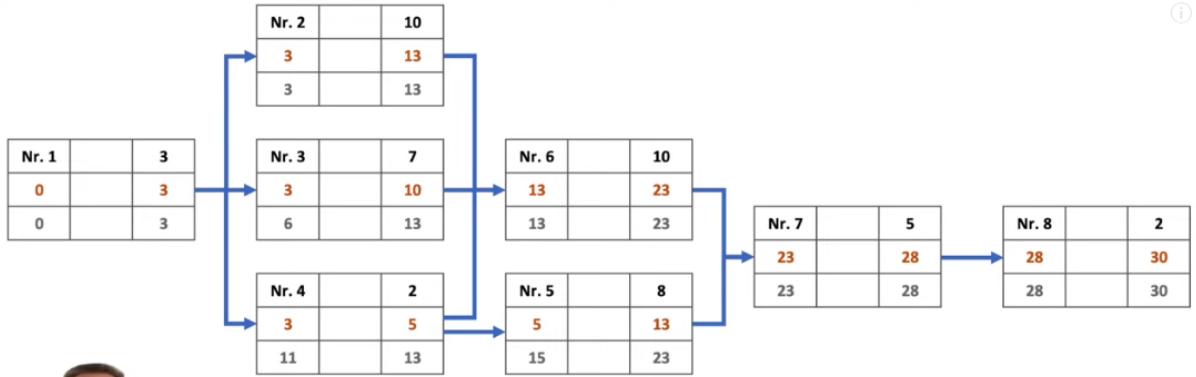 Nr. 2 10
3 13
3 13
Nr. 1 3
0 3
0 3
Nr. 3 7
3 10
6 13
Nr. 6 10
13 23
13 23
Nr. 7 5
23 28
23 28
Nr. 8 2
28 30
28 30
Nr. 4 2
3 5
11 13
Nr. 5 8
5 13
15 23